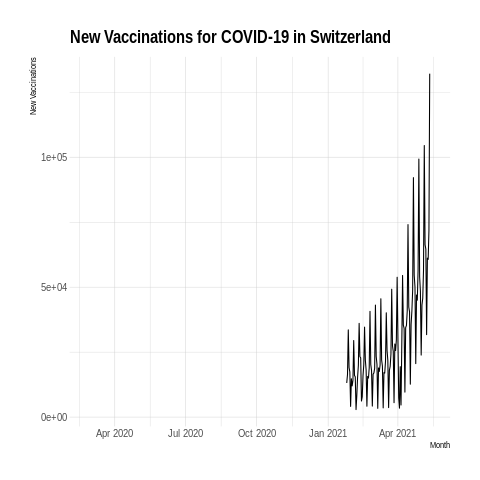 New Vaccinations for COVID-19 in Switzerland
New Vaccinations
1e+05
5e+04
0e+00
Apr 2020 Jul 2020 Oct 2020 Jan 2021 Apr 2021
Month